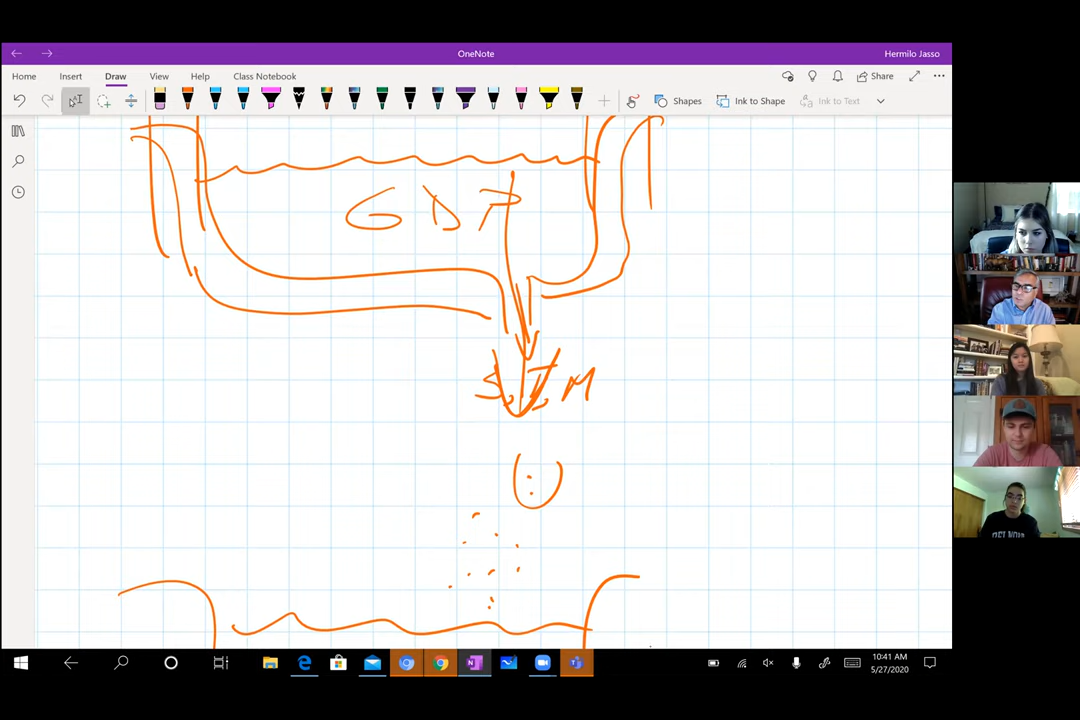 OneNote
Hermilo Jasso
Home Insert Draw View Help Class Notebook
Share
Shapes Ink to Shape Ink to Text
GDP
S, I, M
10:41 AM
5/27/2020